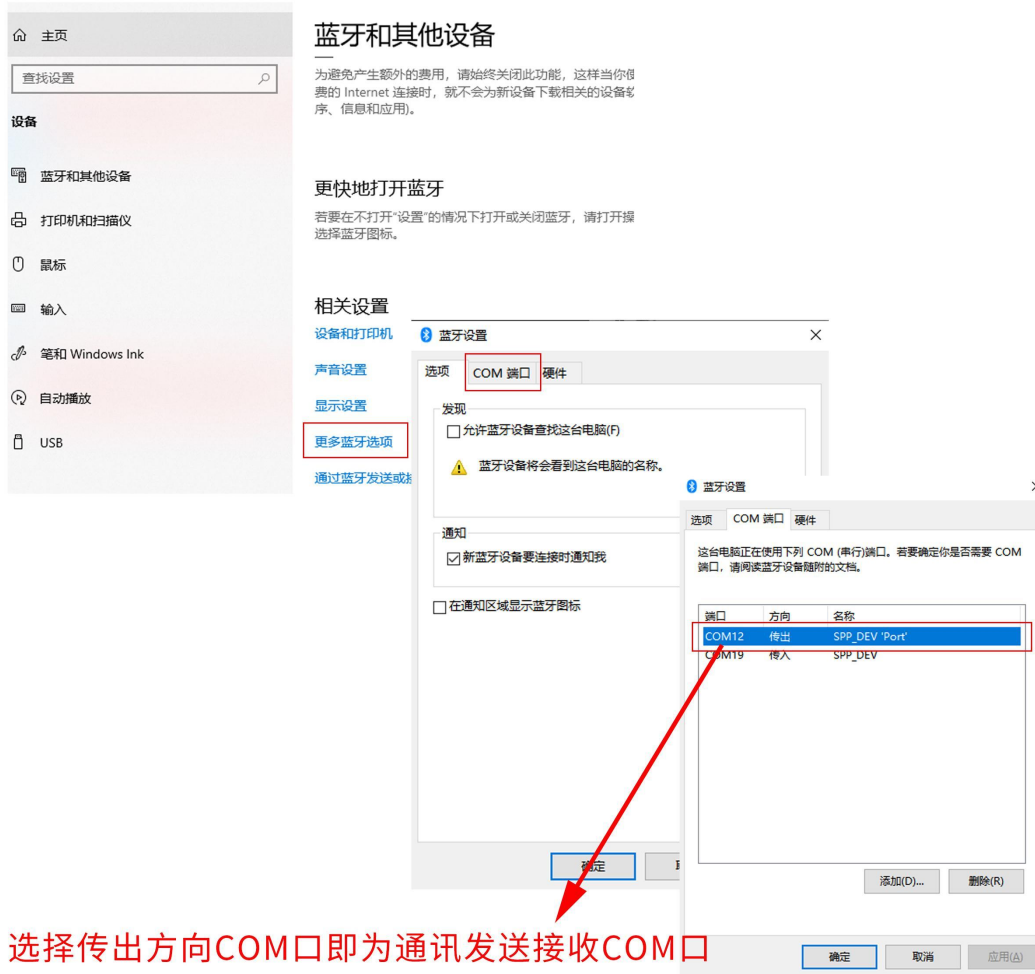 主页
查找设置
设备
蓝牙和其他设备
打印机和扫描仪
鼠标
输入
笔和 Windows Ink
自动播放
USB
蓝牙和其他设备
为避免产生额外的费用，请始终关闭此功能，这样当你使
费的 Internet 连接时，就不会为新设备下载相关的设备软
序、信息和应用)。
更快地打开蓝牙
若要在不打开"设置"的情况下打开或关闭蓝牙，请打开操
选择蓝牙图标。
相关设置
设备和打印机
声音设置
显示设置
更多蓝牙选项
通过蓝牙发送或接
蓝牙设置
选项 COM 端口 硬件
发现
允许蓝牙设备查找这台电脑(F)
蓝牙设备将会看到这台电脑的名称。
通知
新蓝牙设备要连接时通知我
在通知区域显示蓝牙图标
确定
蓝牙设置
选项 COM 端口 硬件
这台电脑正在使用下列 COM (串行)端口。若要确定你是否需要 COM
端口，请阅读蓝牙设备随附的文档。
端口 方向 名称
COM12 传出 SPP_DEV 'Port'
COM19 传入 SPP_DEV
添加(D)... 删除(R)
确定 取消 应用(A)
选择传出方向COM口即为通讯发送接收COM口